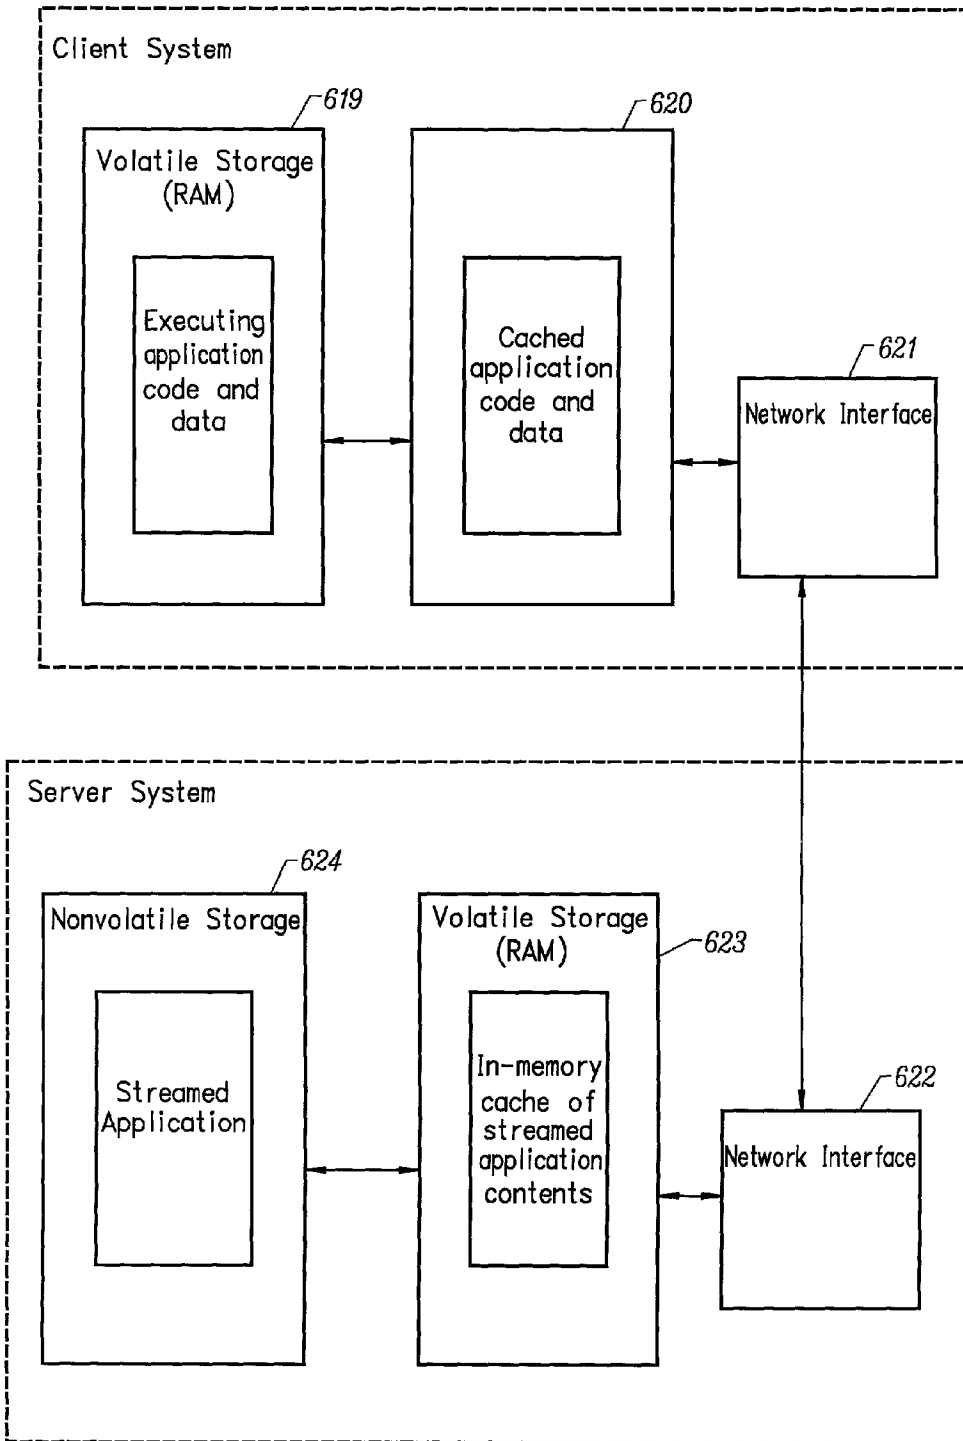 Client System
619
620
Volatile Storage
(RAM)
Executing
application
code and
data
Cached
application
code and
data
621
Network Interface
Server System
624
Nonvolatile Storage
Streamed
Application
Volatile Storage
(RAM)
623
In-memory
cache of
streamed
application
contents
622
Network Interface